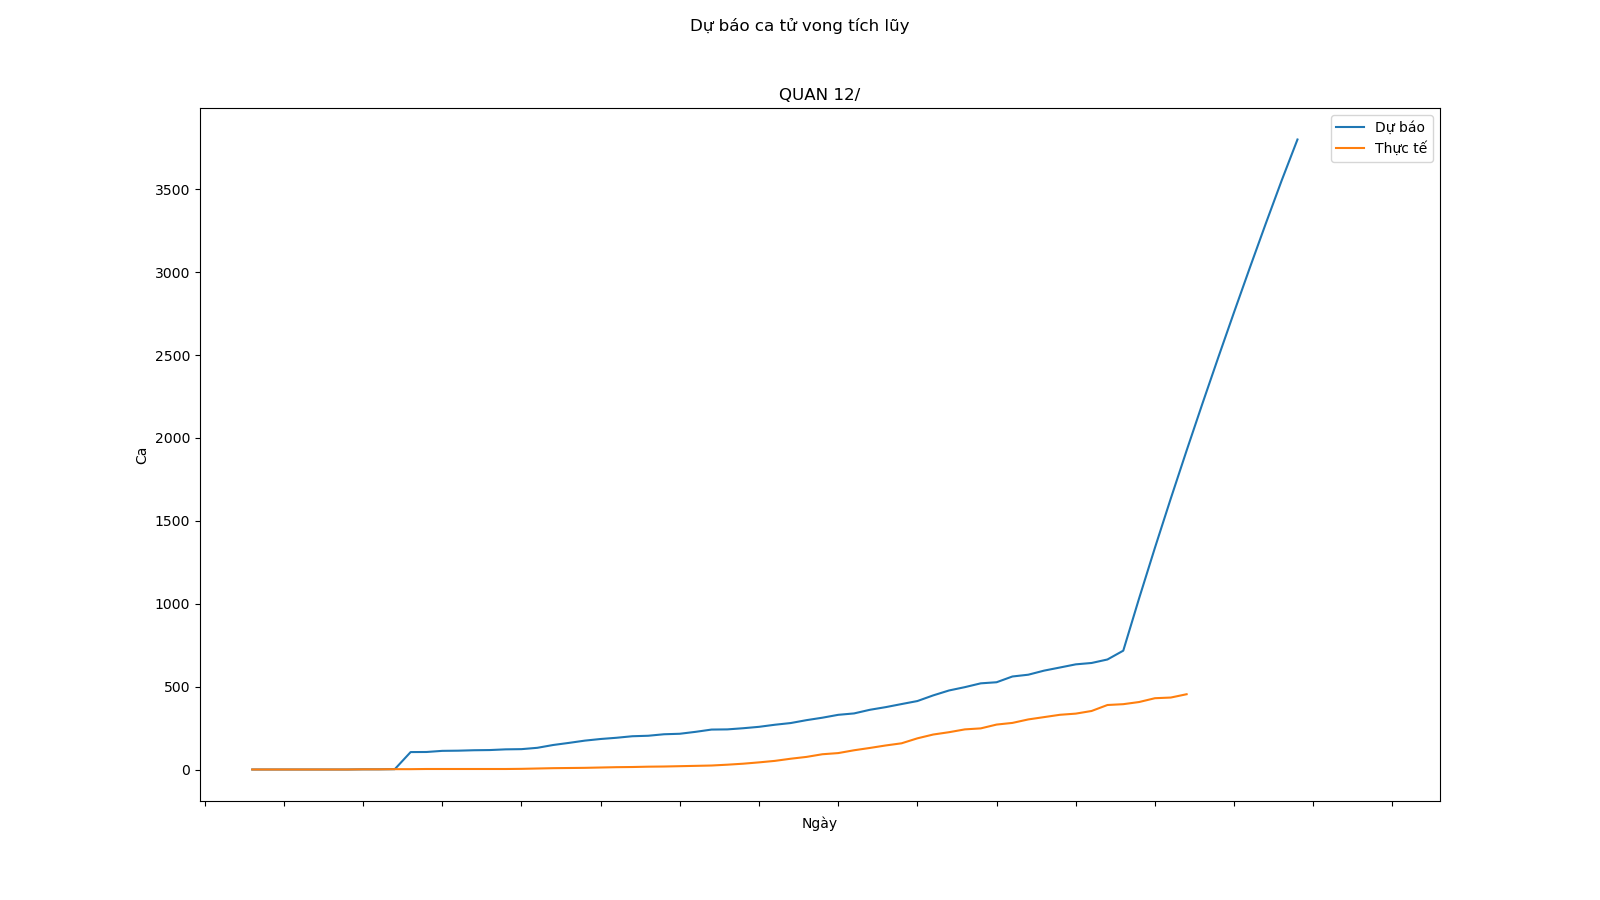 Dự báo ca tử vong tích lũy
QUAN 12/
Dự báo
Thực tế
3500
3000
2500
2000
1500
1000
500
0
Ca
Ngày